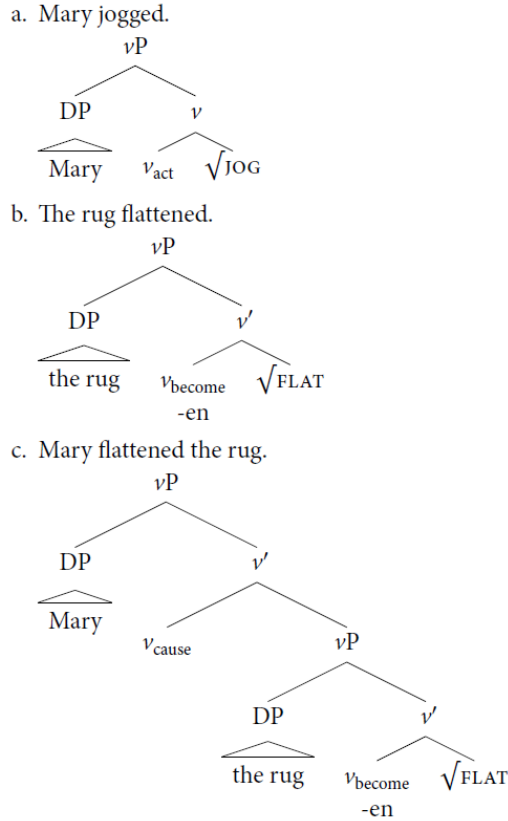 a. Mary jogged.
vP
DP v
Mary vact √JOG
b. The rug flattened.
vP
DP v′
the rug vbecome √FLAT
-en
c. Mary flattened the rug.
vP
DP v′
Mary
vcause vP
DP v′
the rug vbecome √FLAT
-en